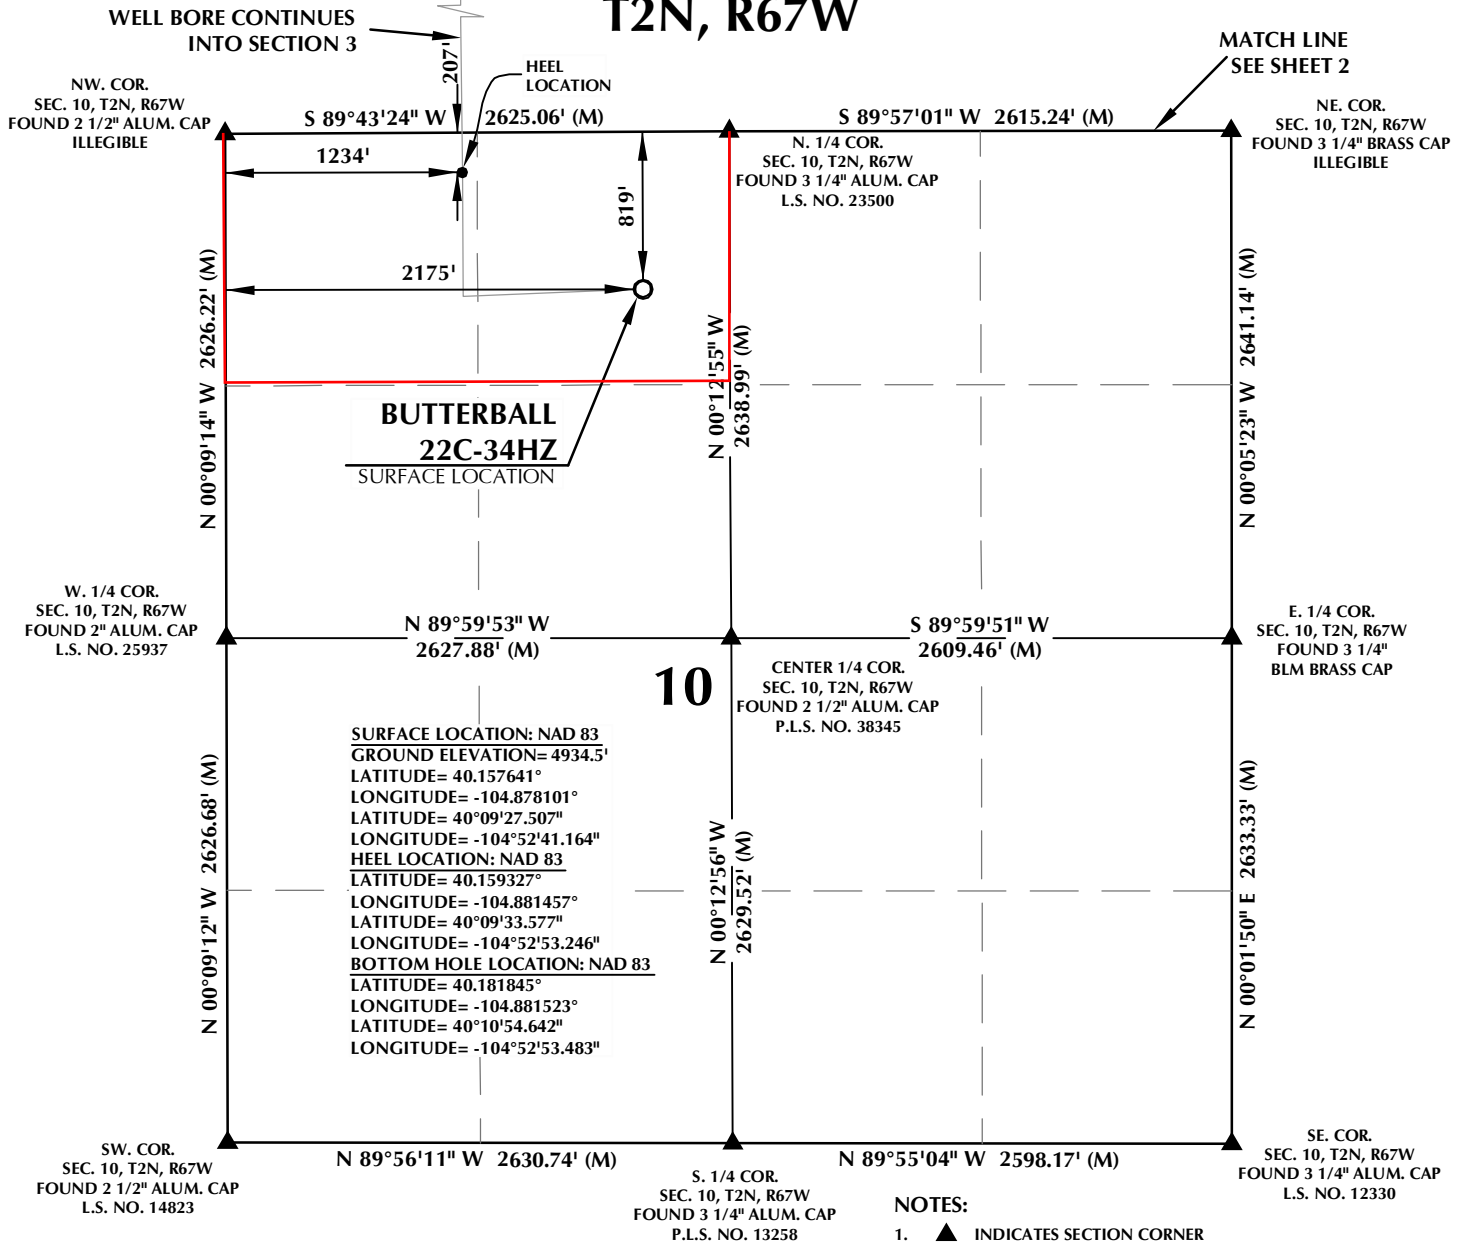 T2N, R67W
WELL BORE CONTINUES
INTO SECTION 3
207'
HEEL
LOCATION
MATCH LINE
SEE SHEET 2
NW. COR.
SEC. 10, T2N, R67W
FOUND 2 1/2" ALUM. CAP
ILLEGIBLE
S 89°43'24" W 2625.06' (M)
S 89°57'01" W 2615.24' (M)
NE. COR.
SEC. 10, T2N, R67W
FOUND 3 1/4" BRASS CAP
ILLEGIBLE
N. 1/4 COR.
SEC. 10, T2N, R67W
FOUND 3 1/4" ALUM. CAP
L.S. NO. 23500
1234'
819'
2175'
N 00°09'14" W 2626.22' (M)
N 00°12'55" W
2638.99' (M)
N 00°05'23" W 2641.14' (M)
BUTTERBALL
22C-34HZ
SURFACE LOCATION
W. 1/4 COR.
SEC. 10, T2N, R67W
FOUND 2" ALUM. CAP
L.S. NO. 25937
N 89°59'53" W
2627.88' (M)
S 89°59'51" W
2609.46' (M)
E. 1/4 COR.
SEC. 10, T2N, R67W
FOUND 3 1/4"
BLM BRASS CAP
10
CENTER 1/4 COR.
SEC. 10, T2N, R67W
FOUND 2 1/2" ALUM. CAP
P.L.S. NO. 38345
SURFACE LOCATION: NAD 83
GROUND ELEVATION= 4934.5'
LATITUDE= 40.157641°
LONGITUDE= -104.878101°
LATITUDE= 40°09'27.507"
LONGITUDE= -104°52'41.164"
HEEL LOCATION: NAD 83
LATITUDE= 40.159327°
LONGITUDE= -104.881457°
LATITUDE= 40°09'33.577"
LONGITUDE= -104°52'53.246"
BOTTOM HOLE LOCATION: NAD 83
LATITUDE= 40.181845°
LONGITUDE= -104.881523°
LATITUDE= 40°10'54.642"
LONGITUDE= -104°52'53.483"
N 00°09'12" W 2626.68' (M)
N 00°12'56" W
2629.52' (M)
N 00°01'50" E 2633.33' (M)
SW. COR.
SEC. 10, T2N, R67W
FOUND 2 1/2" ALUM. CAP
L.S. NO. 14823
N 89°56'11" W 2630.74' (M)
N 89°55'04" W 2598.17' (M)
S. 1/4 COR.
SEC. 10, T2N, R67W
FOUND 3 1/4" ALUM. CAP
P.L.S. NO. 13258
SE. COR.
SEC. 10, T2N, R67W
FOUND 3 1/4" ALUM. CAP
L.S. NO. 12330
NOTES:
1. INDICATES SECTION CORNER